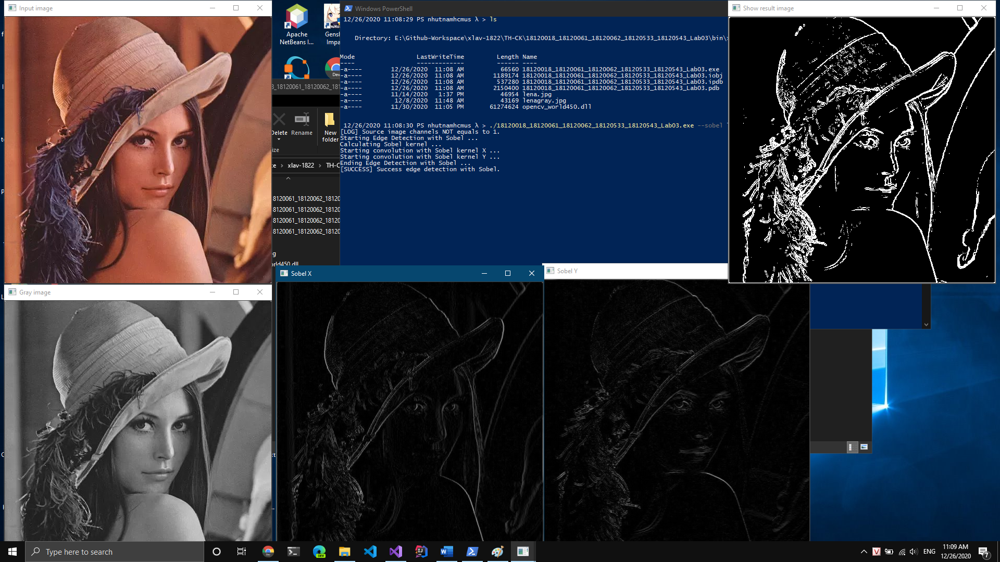 Input image
Apache
NetBeans I...
Gensh
Impa
Dev
Windows PowerShell
12/26/2020 11:08:29 PS nhutnamhcmus λ > ls
Directory: E:\Github-Workspace\xlav-1822\TH-CK\18120018_18120061_18120062_18120533_18120543_Lab03\bin\
Mode LastWriteTime Length Name
---- ------------- ------ ----
-a---- 12/26/2020 11:08 AM 66560 18120018_18120061_18120062_18120533_18120543_Lab03.exe
-a---- 12/26/2020 11:08 AM 1189174 18120018_18120061_18120062_18120533_18120543_Lab03.iobj
-a---- 12/26/2020 11:08 AM 537280 18120018_18120061_18120062_18120533_18120543_Lab03.ipdb
-a---- 12/26/2020 11:08 AM 2150400 18120018_18120061_18120062_18120533_18120543_Lab03.pdb
-a---- 11/14/2020 1:37 PM 46954 lena.jpg
-a---- 12/8/2020 11:48 AM 43169 lenagray.jpg
-a---- 11/30/2020 11:05 PM 61274624 opencv_world450.dll
12/26/2020 11:08:30 PS nhutnamhcmus λ > ./18120018_18120061_18120062_18120533_18120543_Lab03.exe --sobel
[LOG] Source image channels NOT equals to 1.
Starting Edge Detection with Sobel ...
Calculating Sobel kernel ...
Starting convolution with Sobel kernel X ...
Starting convolution with Sobel kernel Y ...
Ending Edge Detection with Sobel ...
[SUCCESS] Success edge detection with Sobel.
Show result image
3_18120061_18120062_181205
Delete
Rename
New
folder
ize
ce > xlav-1822 > TH-C
8120061_18120062_18120
8120061_18120062_18120
8120061_18120062_18120
8120061_18120062_18120
rld450.dll
Gray image
Sobel X
Sobel Y
Type here to search
Dev
DEV
ENG
11:09 AM
12/26/2020
7